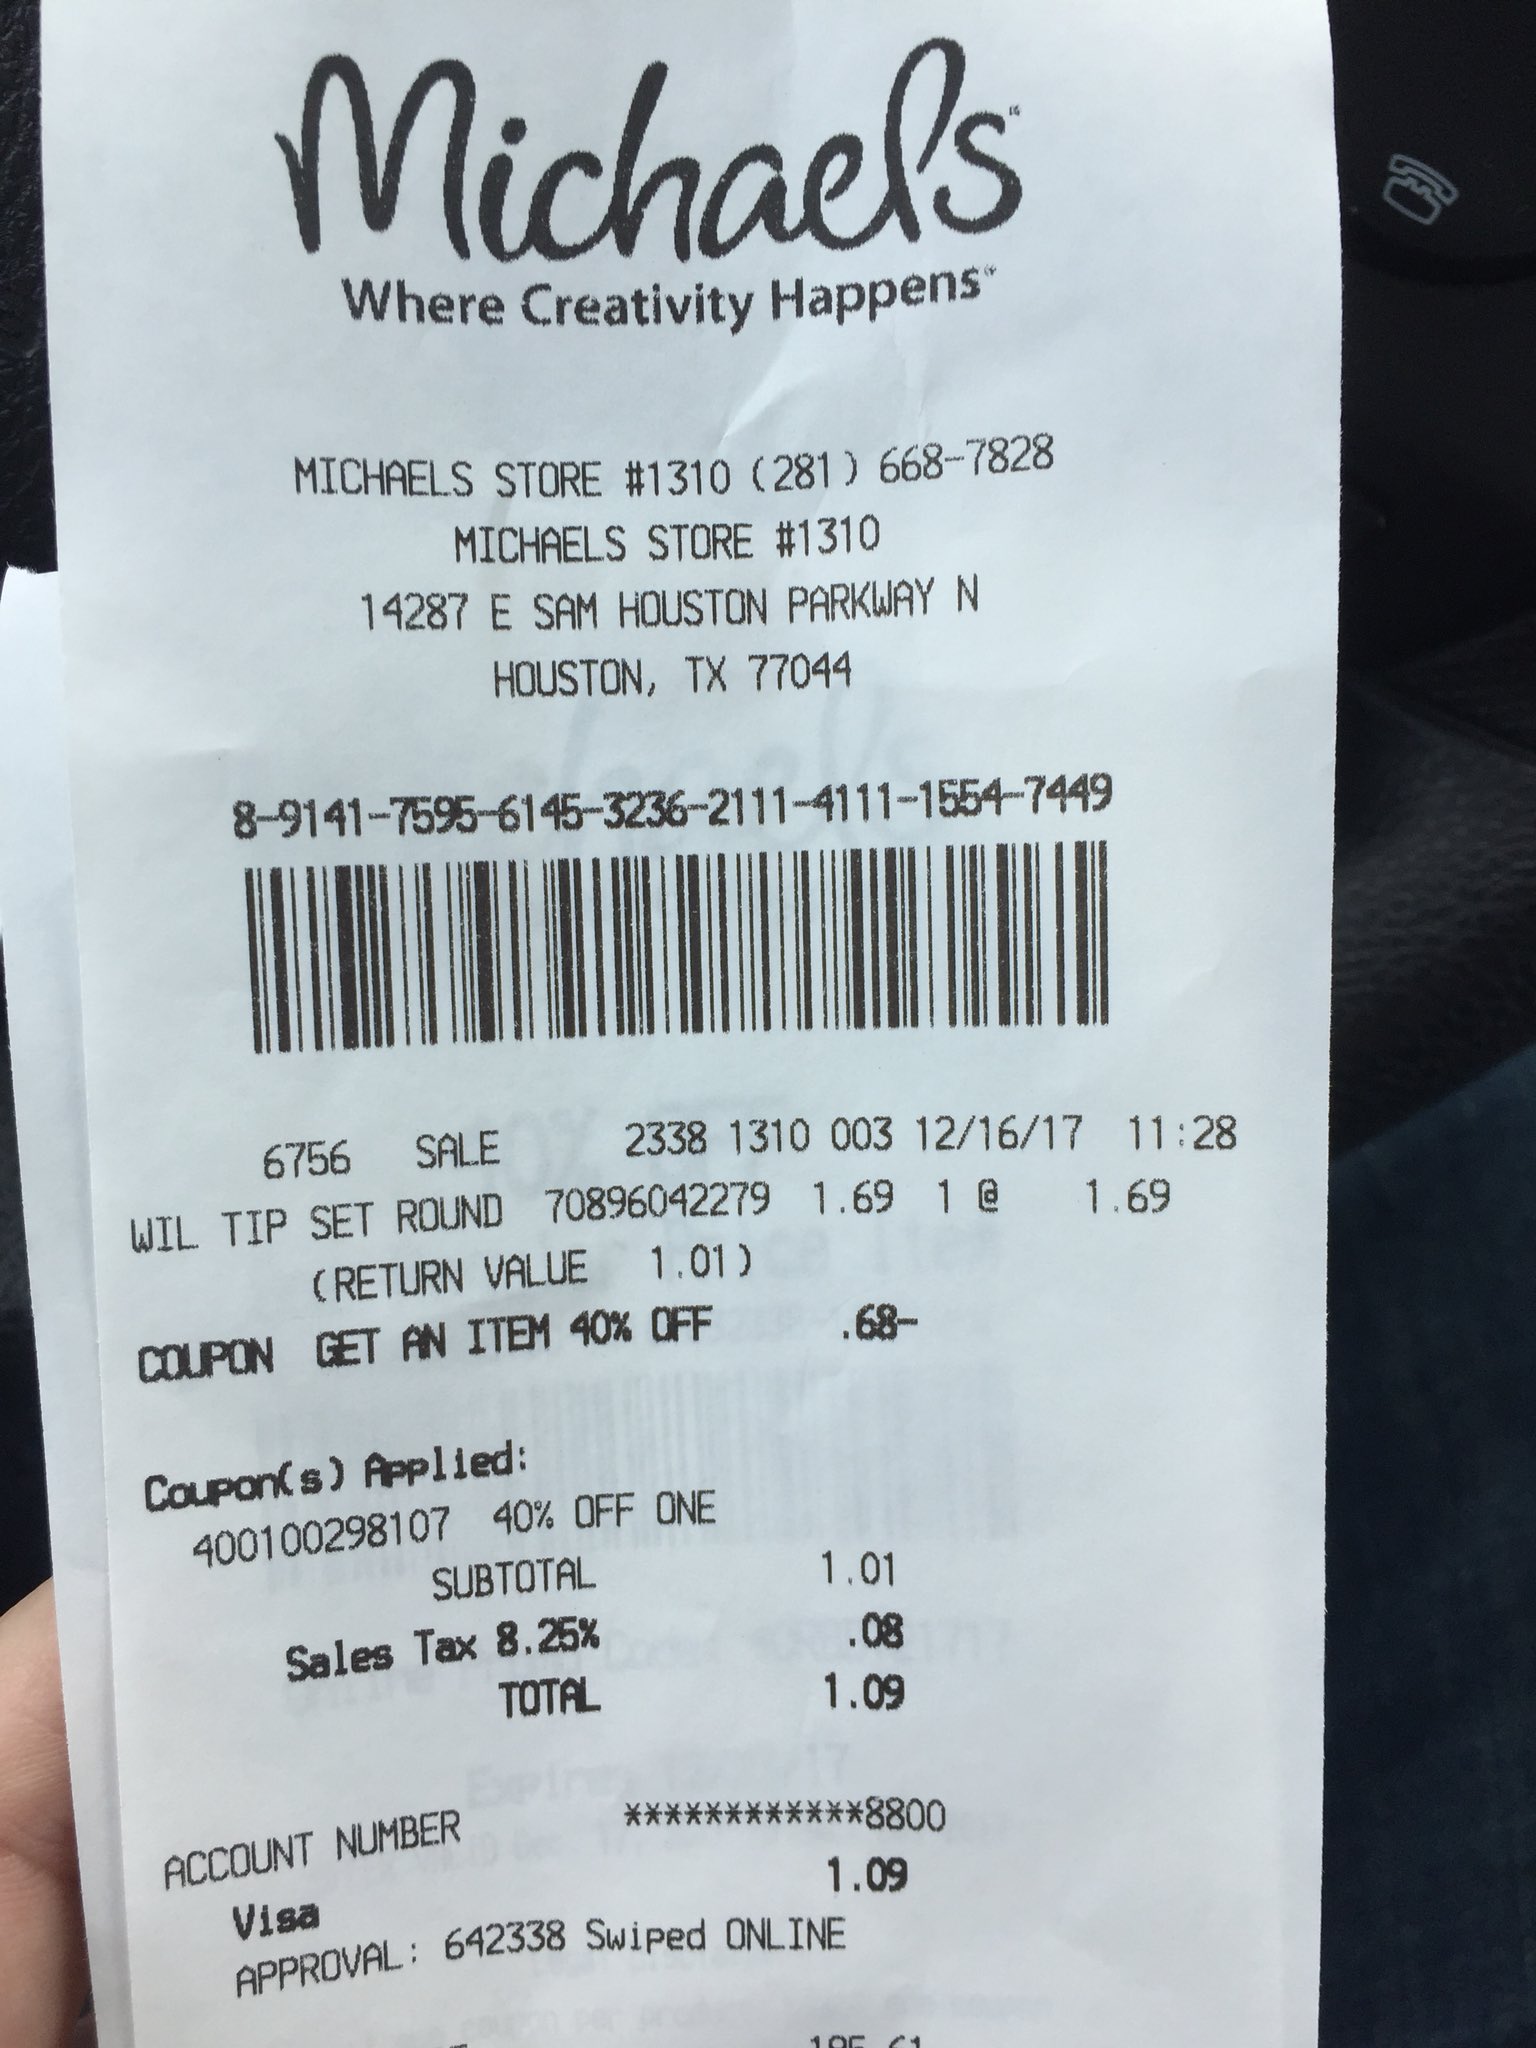 Michaels
Where Creativity Happens
MICHAELS STORE #1310 (281) 668-7828
MICHAELS STORE #1310
14287 E SAM HOUSTON PARKWAY N
HOUSTON, TX 77044
8-9141-7595-6145-3236-2111-4111-1554-7449
6756 SALE 2338 1310 003 12/16/17 11:28
WIL TIP SET ROUND 70896042279 1.69 1 @ 1.69
(RETURN VALUE 1.01)
COUPON GET AN ITEM 40% OFF .68-
Coupon(s) Applied:
400100298107 40% OFF ONE
SUBTOTAL 1.01
Sales Tax 8.25% .08
TOTAL 1.09
ACCOUNT NUMBER ************8800
Visa 1.09
APPROVAL: 642338 Swiped ONLINE